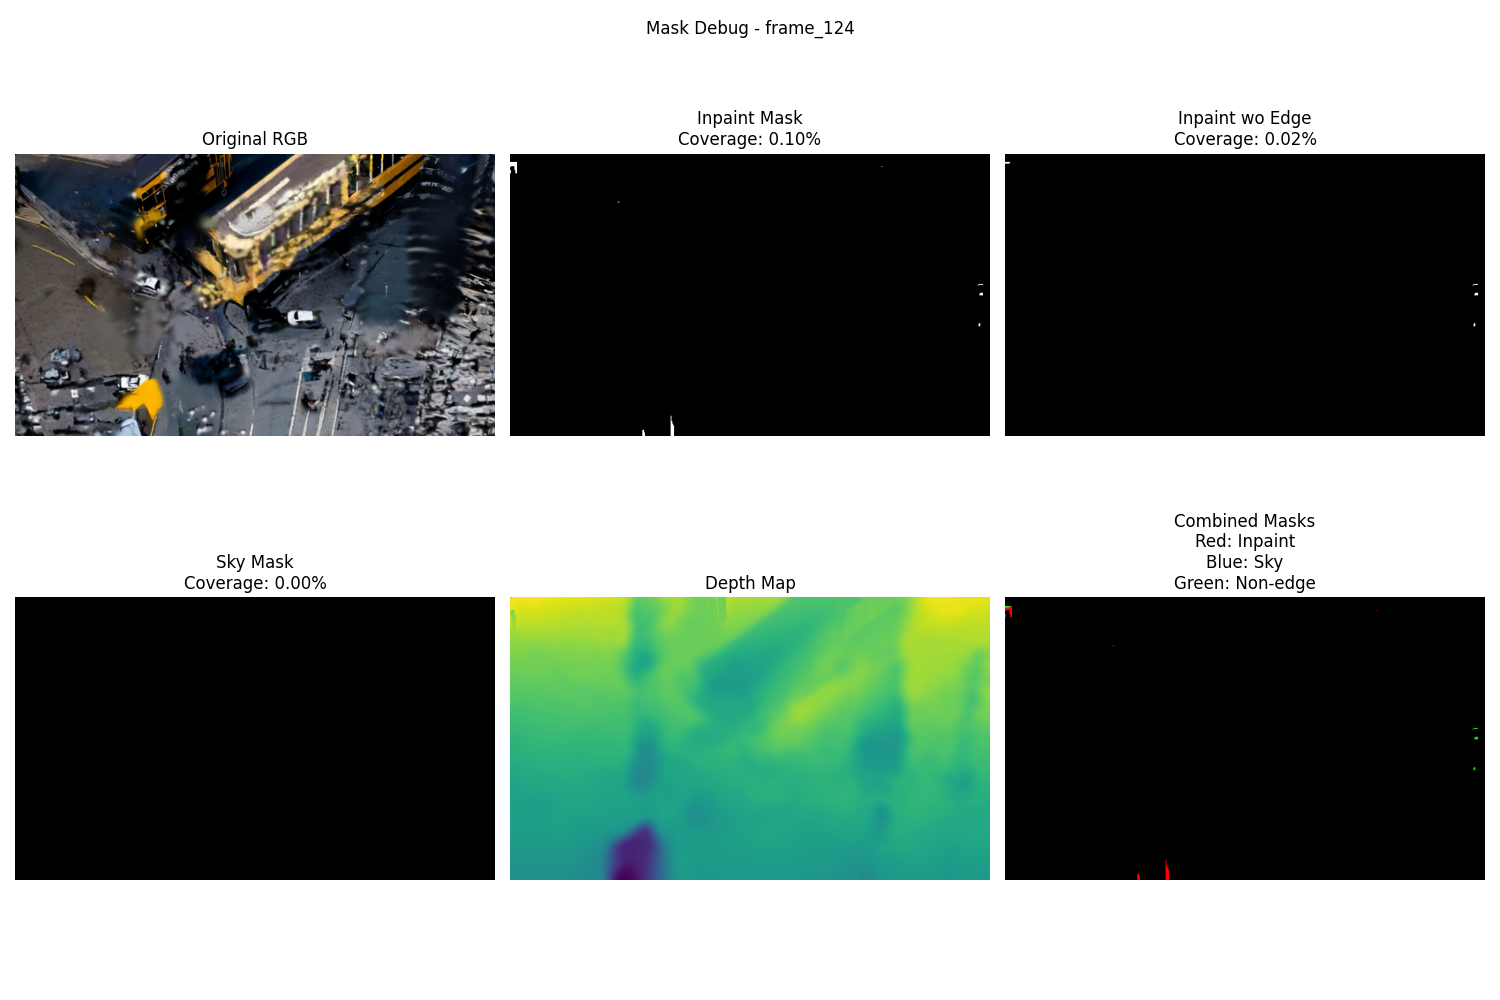 Mask Debug - frame_124
Original RGB
Inpaint Mask
Coverage: 0.10%
Inpaint wo Edge
Coverage: 0.02%
Sky Mask
Coverage: 0.00%
Depth Map
Combined Masks
Red: Inpaint
Blue: Sky
Green: Non-edge